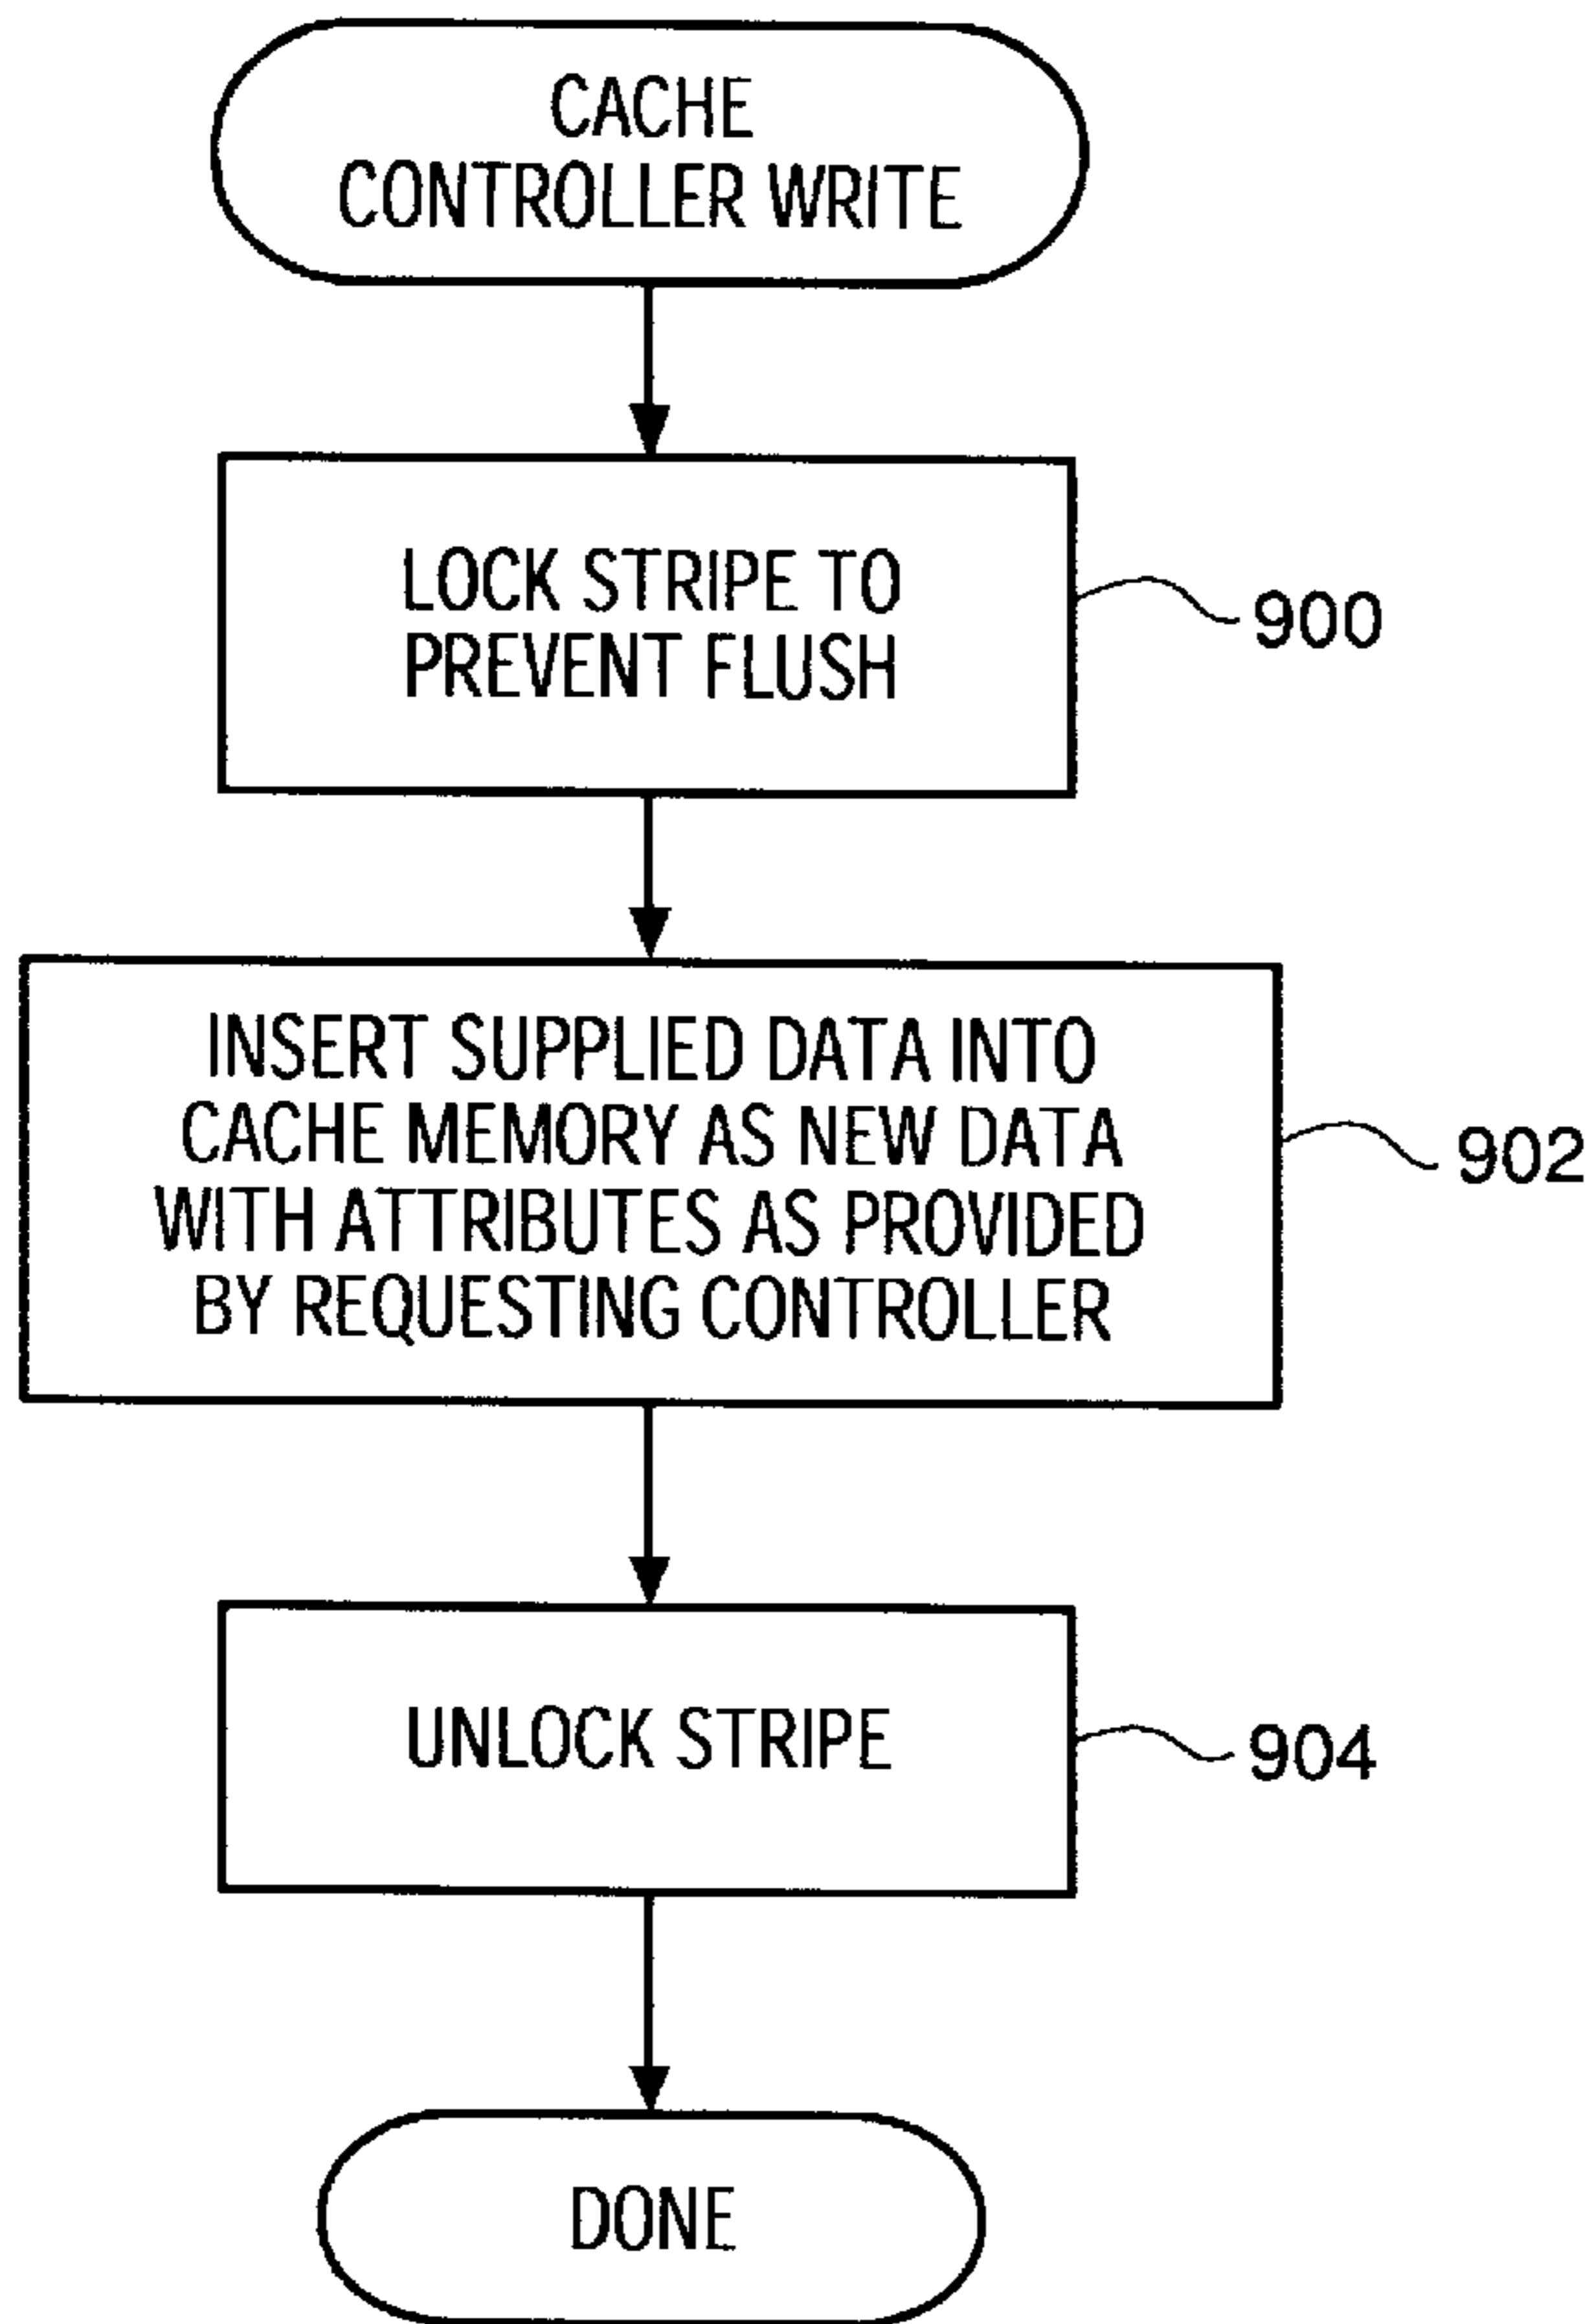 CACHE
CONTROLLER WRITE
LOCK STRIPE TO
PREVENT FLUSH
900
INSERT SUPPLIED DATA INTO
CACHE MEMORY AS NEW DATA
WITH ATTRIBUTES AS PROVIDED
BY REQUESTING CONTROLLER
902
UNLOCK STRIPE
904
DONE